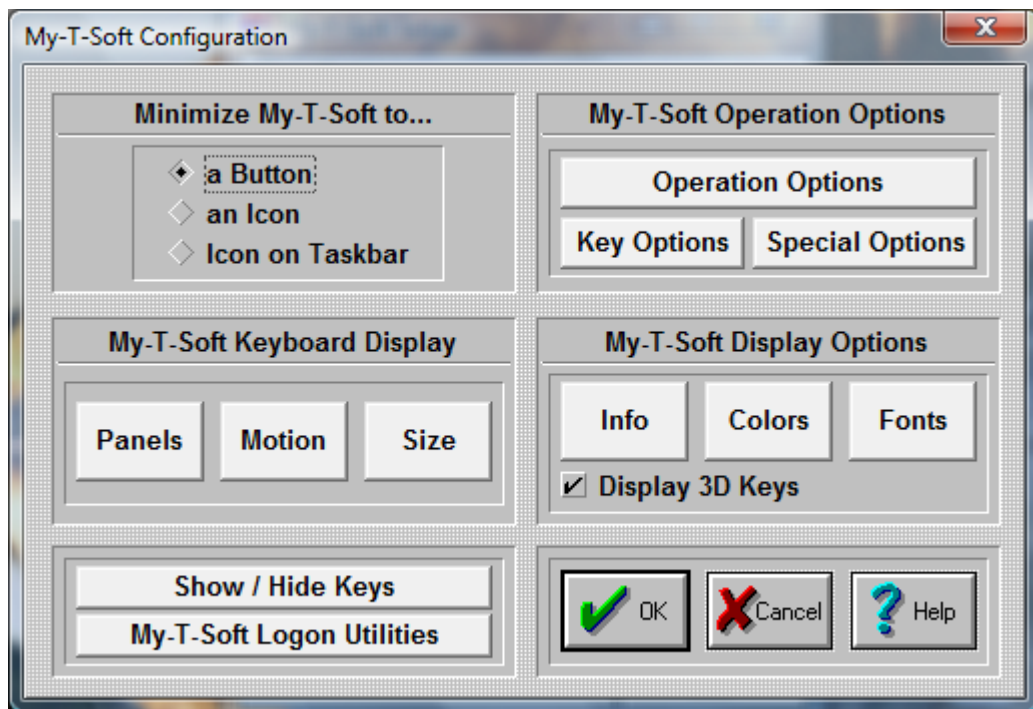 My-T-Soft Configuration
Minimize My-T-Soft to...
a Button
an Icon
Icon on Taskbar
My-T-Soft Operation Options
Operation Options
Key Options
Special Options
My-T-Soft Keyboard Display
Panels
Motion
Size
My-T-Soft Display Options
Info
Colors
Fonts
Display 3D Keys
Show / Hide Keys
My-T-Soft Logon Utilities
OK
Cancel
Help